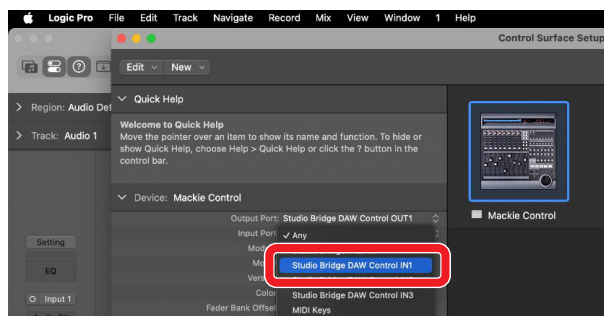 Logic Pro File Edit Track Navigate Record Mix View Window 1 Help
Control Surface Setup
Edit New
Quick Help
Region: Audio Def
Welcome to Quick Help
Move the pointer over an item to show its name and function. To hide or
show Quick Help, choose Help > Quick Help or click the ? button in the
control bar.
Track: Audio 1
Device: Mackie Control
Output Port: Studio Bridge DAW Control OUT1
Mackie Control
Input Port
Any
Setting
Mod
Studio Bridge DAW Control IN1
Mo
EQ
Vers
Color
Studio Bridge DAW Control IN3
Input 1
Fader Bank Offset
MIDI Keys